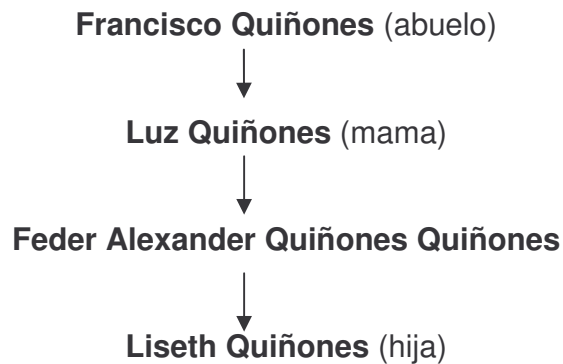 Francisco Quiñones (abuelo)
Luz Quiñones (mama)
Feder Alexander Quiñones Quiñones
Liseth Quiñones (hija)